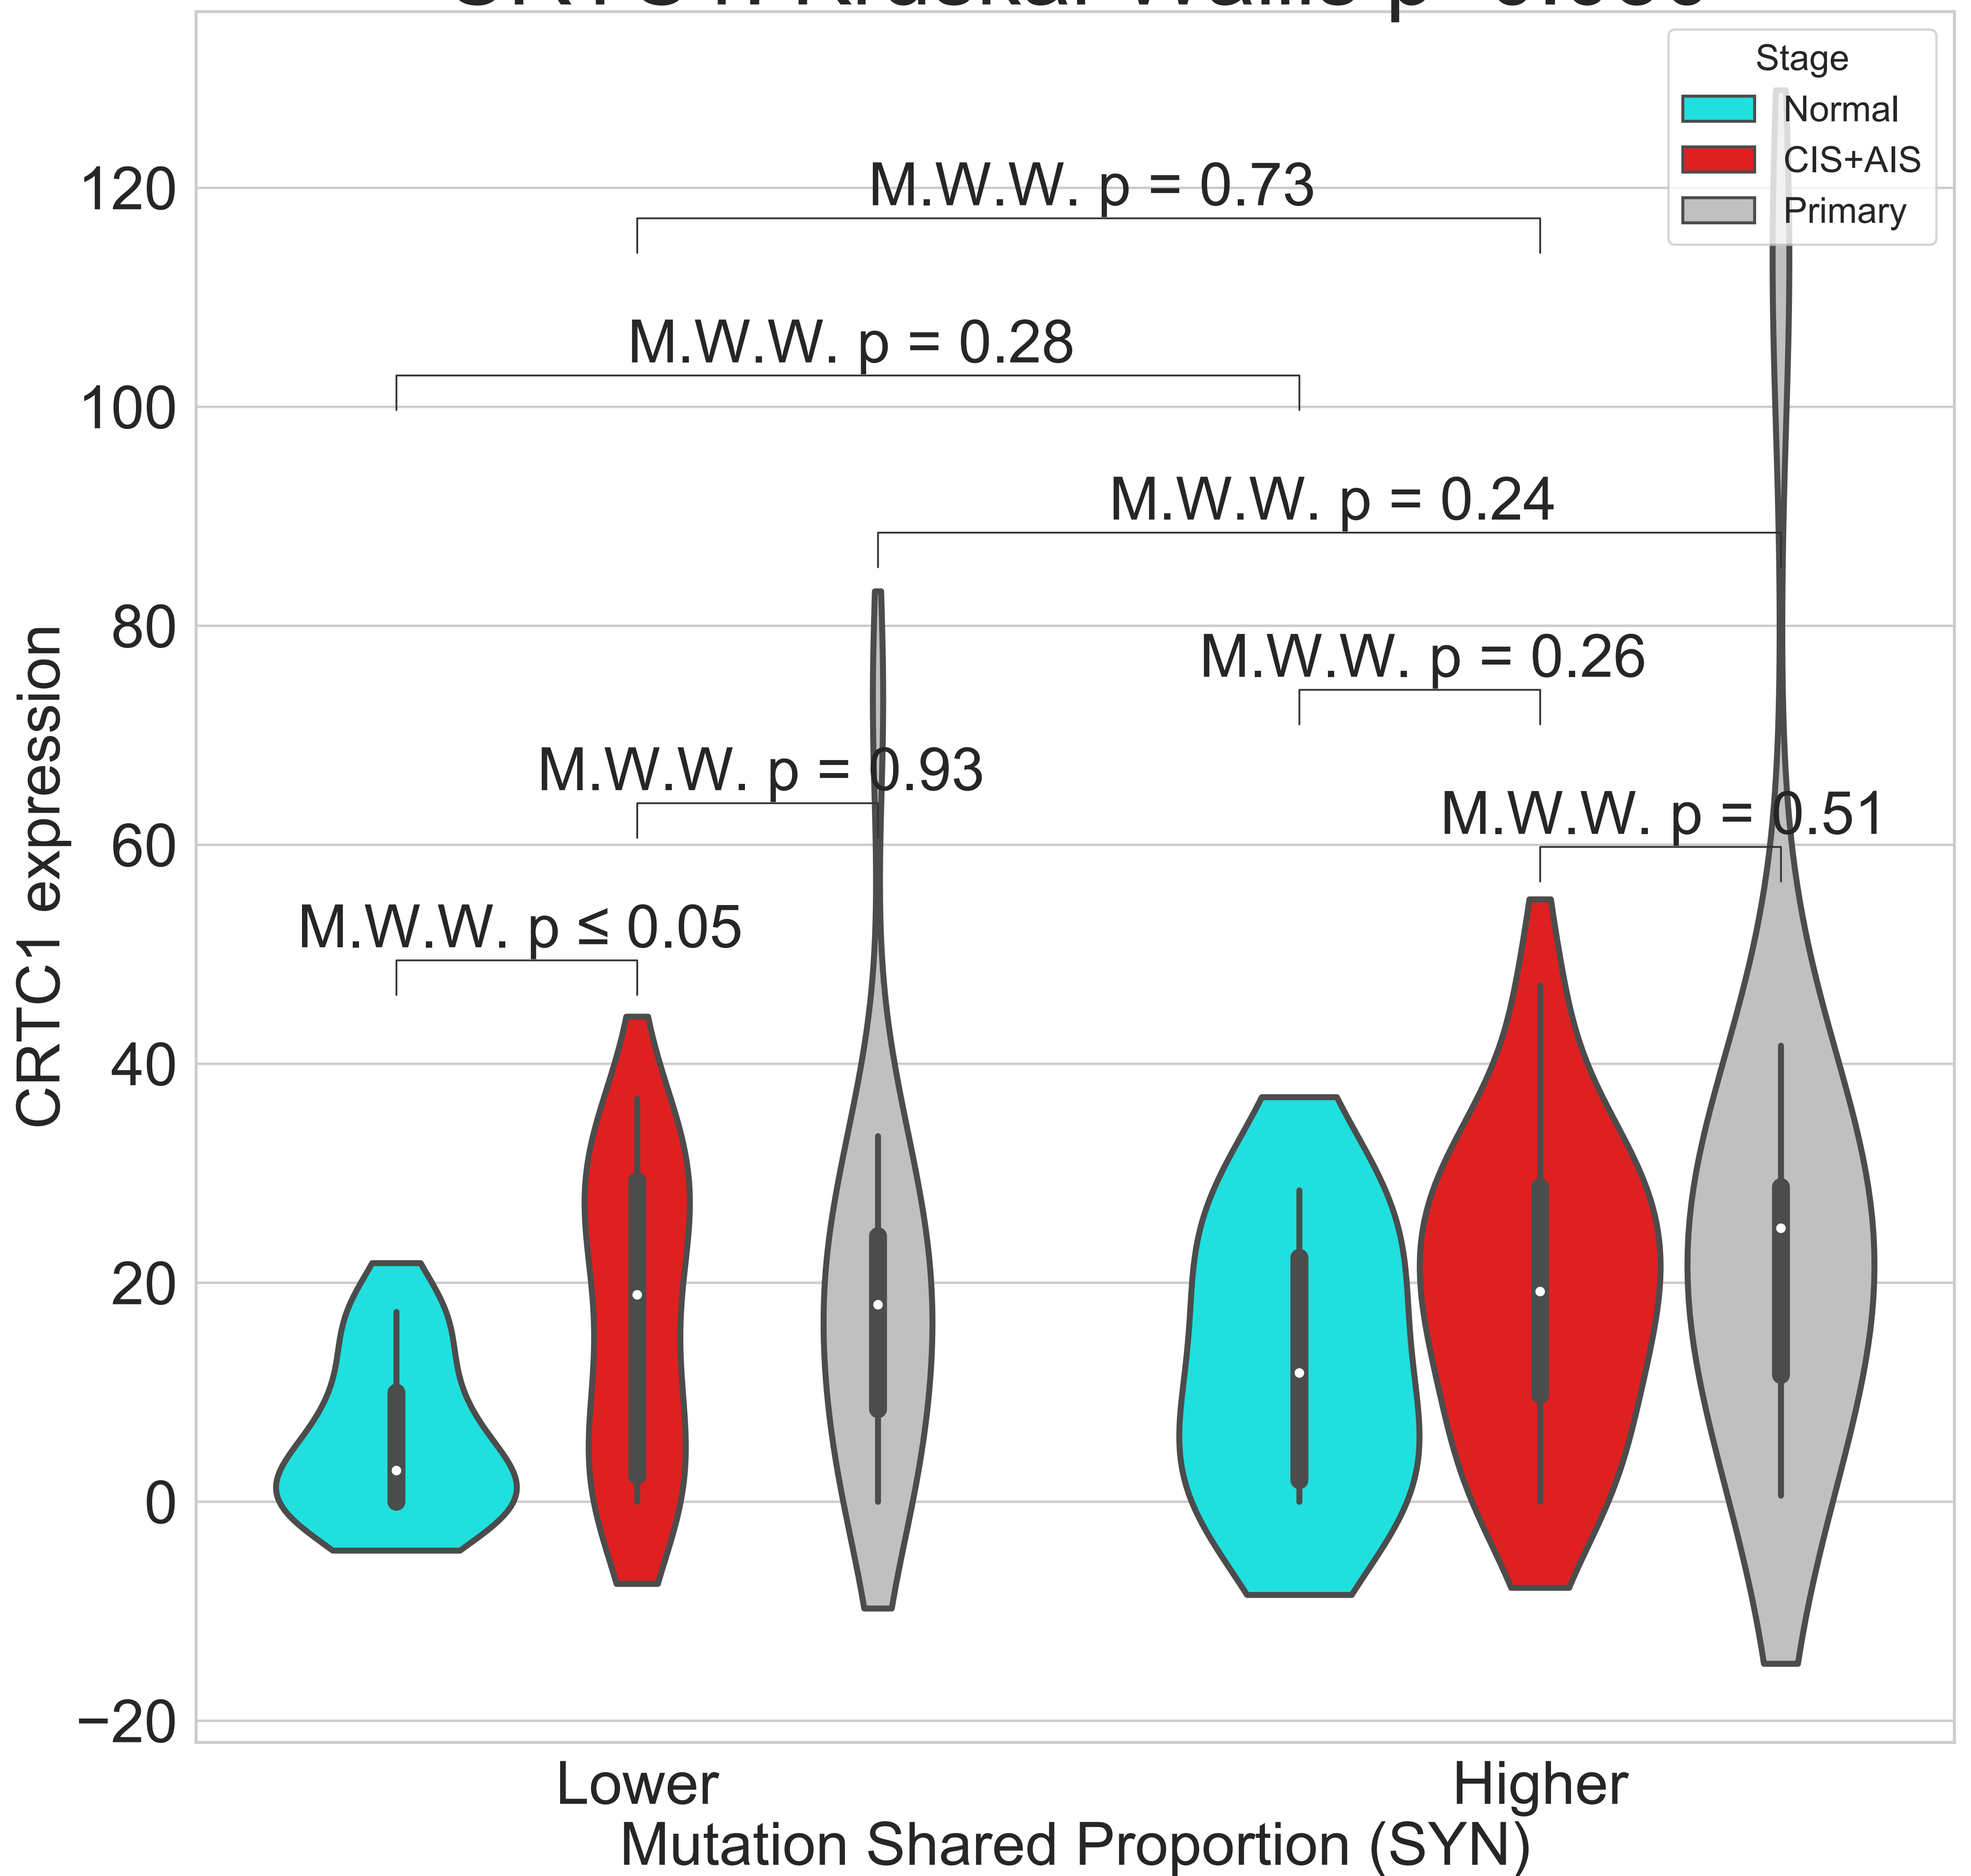 Stage
Normal
CIS+AIS
Primary
M.W.W. p = 0.73
M.W.W. p = 0.28
M.W.W. p = 0.24
M.W.W. p = 0.26
M.W.W. p = 0.93
M.W.W. p = 0.51
M.W.W. p ≤ 0.05
120
100
80
60
40
20
0
−20
CRTC1 expression
Lower
Higher
Mutation Shared Proportion (SYN)